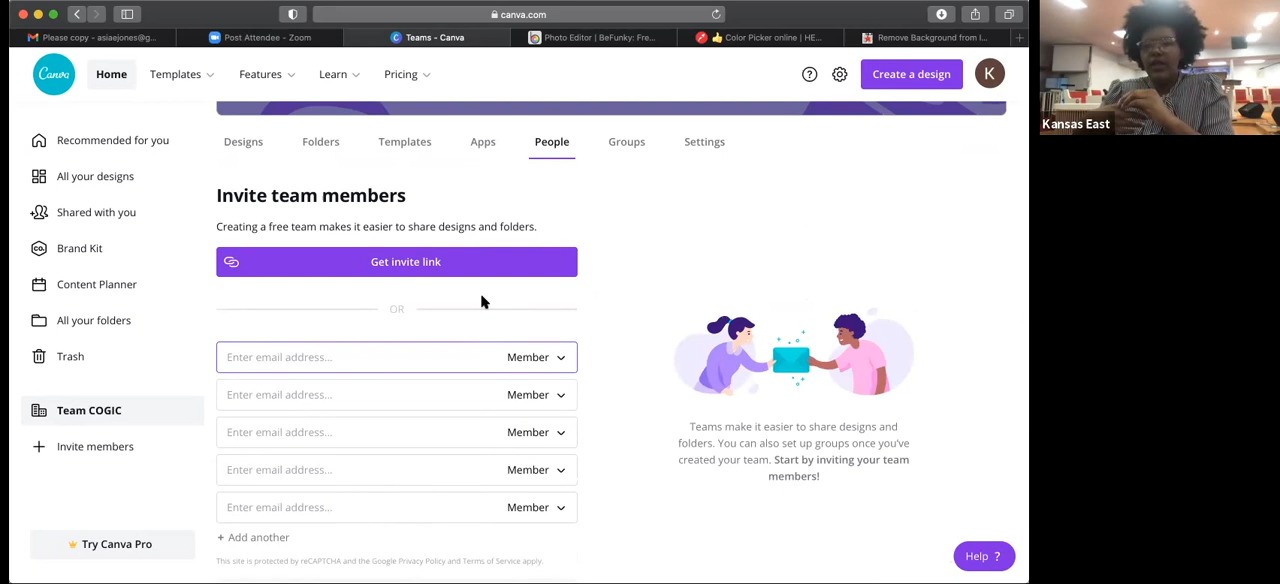 canva.com
Please copy - asiaejones@g...
Post Attendee - Zoom
Teams - Canva
Photo Editor | BeFunky: Fre...
👍 Color Picker online | HE...
Remove Background from I...
Canva
Home
Templates
Features
Learn
Pricing
Create a design
K
Kansas East
Recommended for you
All your designs
Shared with you
Brand Kit
Content Planner
All your folders
Trash
Team COGIC
Invite members
Try Canva Pro
Designs
Folders
Templates
Apps
People
Groups
Settings
Invite team members
Creating a free team makes it easier to share designs and folders.
Get invite link
OR
Enter email address... Member
Enter email address... Member
Enter email address... Member
Enter email address... Member
Enter email address... Member
+ Add another
This site is protected by reCAPTCHA and the Google Privacy Policy and Terms of Service apply.
Teams make it easier to share designs and
folders. You can also set up groups once you've
created your team. Start by inviting your team
members!
Help ?